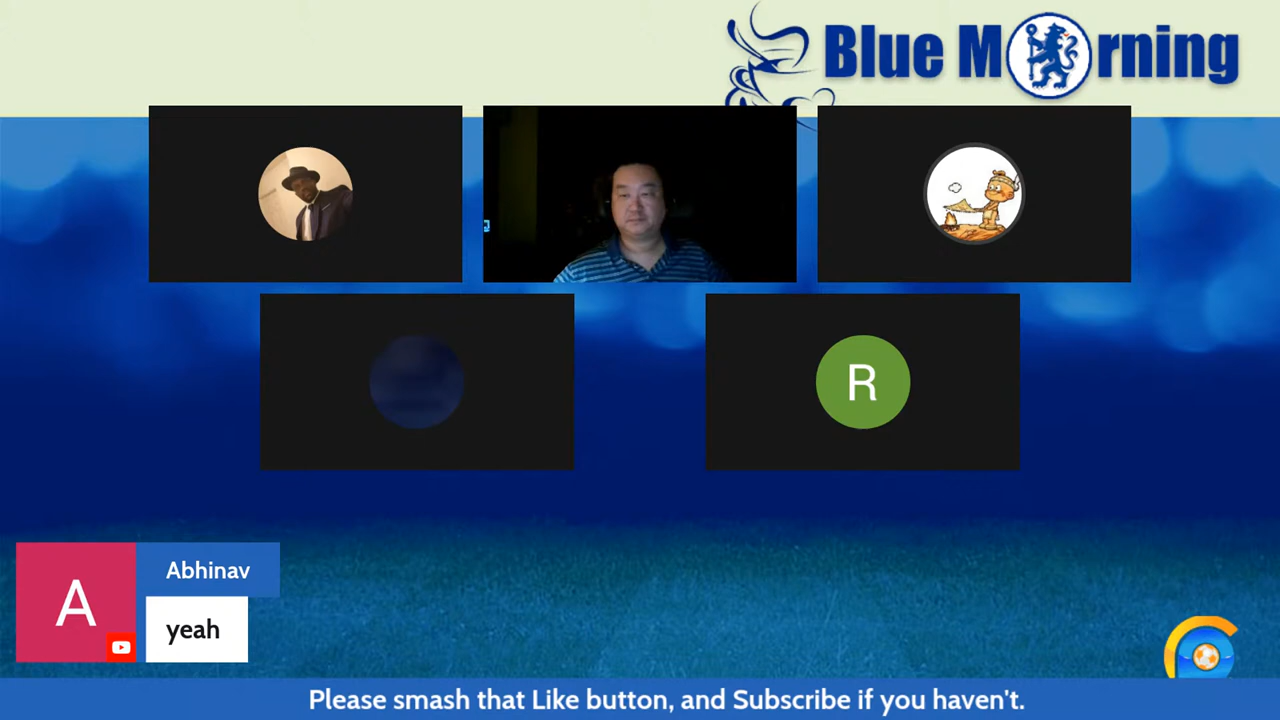 Blue Morning
R
A
Abhinav
yeah
Please smash that Like button, and Subscribe if you haven't.